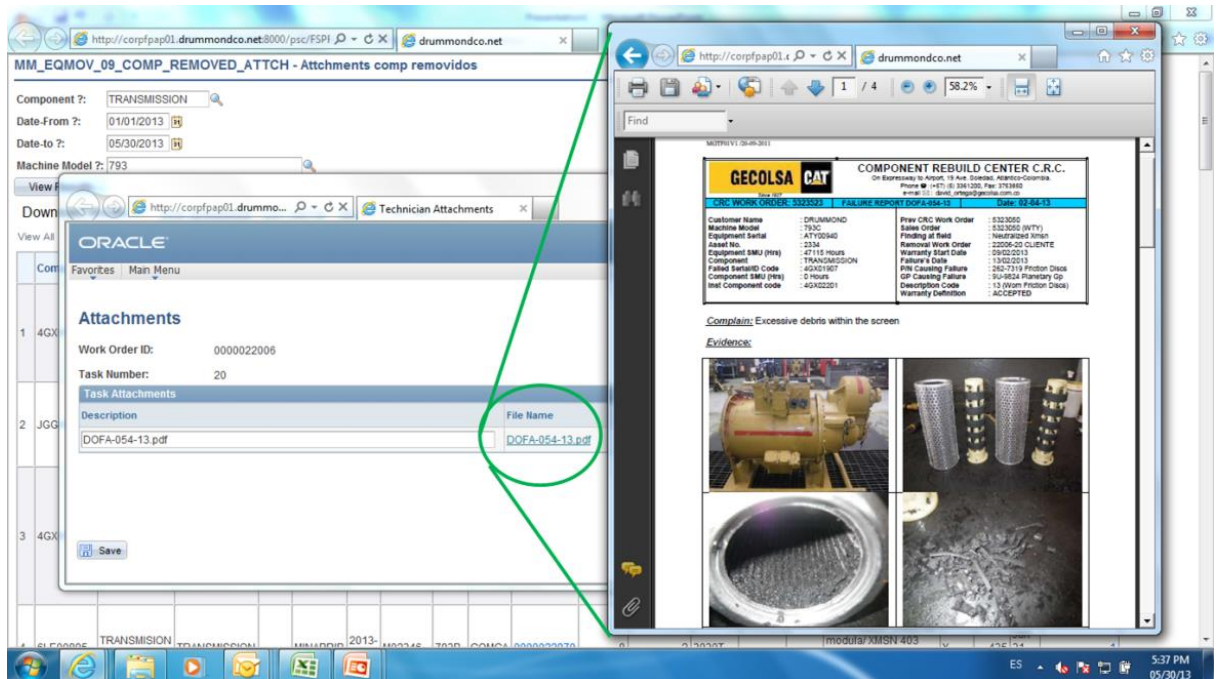 http://corpfpap01.drummondco.net:8000/psc/FSPI
drummondco.net
MM_EQMOV_09_COMP_REMOVED_ATTCH - Attchments comp removidos
Component ?: TRANSMISSION
Date-From ?: 01/01/2013
Date-to ?: 05/30/2013
Machine Model ?: 793
View
Down
View All
Com
1 4GX
2 JGG
3 4GX
TRANSMISION
2013-
http://corpfpap01.drummo...
Technician Attachments
ORACLE
Favorites Main Menu
Attachments
Work Order ID: 0000022006
Task Number: 20
Task Attachments
Description File Name
DOFA-054-13.pdf DOFA-054-13.pdf
Save
http://corpfpap01.
drummondco.net
1 / 4 58.2%
Find
MGTF01V1 /26-09-2011
GECOLSA CAT
COMPONENT REBUILD CENTER C.R.C.
CRC WORK ORDER: 5323523 FAILURE REPORT DOFA-054-13 Date: 02-04-13
Customer Name : DRUMMOND Prev CRC Work Order : 5323050
Machine Model : 793C Sales Order : 5323050 (WTY)
Equipment Serial : ATY00940 Finding at field : Neutralized Xmsn
Asset No. : 2334 Removal Work Order : 22006-20 CLIENTE
Equipment SMU (Hrs) : 47115 Hours Warranty Start Date : 09/02/2013
Component : TRANSMISSION Failure's Date : 13/02/2013
Failed Serial/ID Code : 4GX01907 P/N Causing Failure : 262-7319 Friction Discs
Component SMU (Hrs) : 0 Hours GP Causing Failure : 9U-9824 Planetary Gp
Inst Component code : 4GX02201 Description Code : 13 (Worn Friction Discs)
Warranty Definition : ACCEPTED
Complain: Excessive debris within the screen
Evidence:
modula/ XMSN 403
ES 5:37 PM
05/30/13